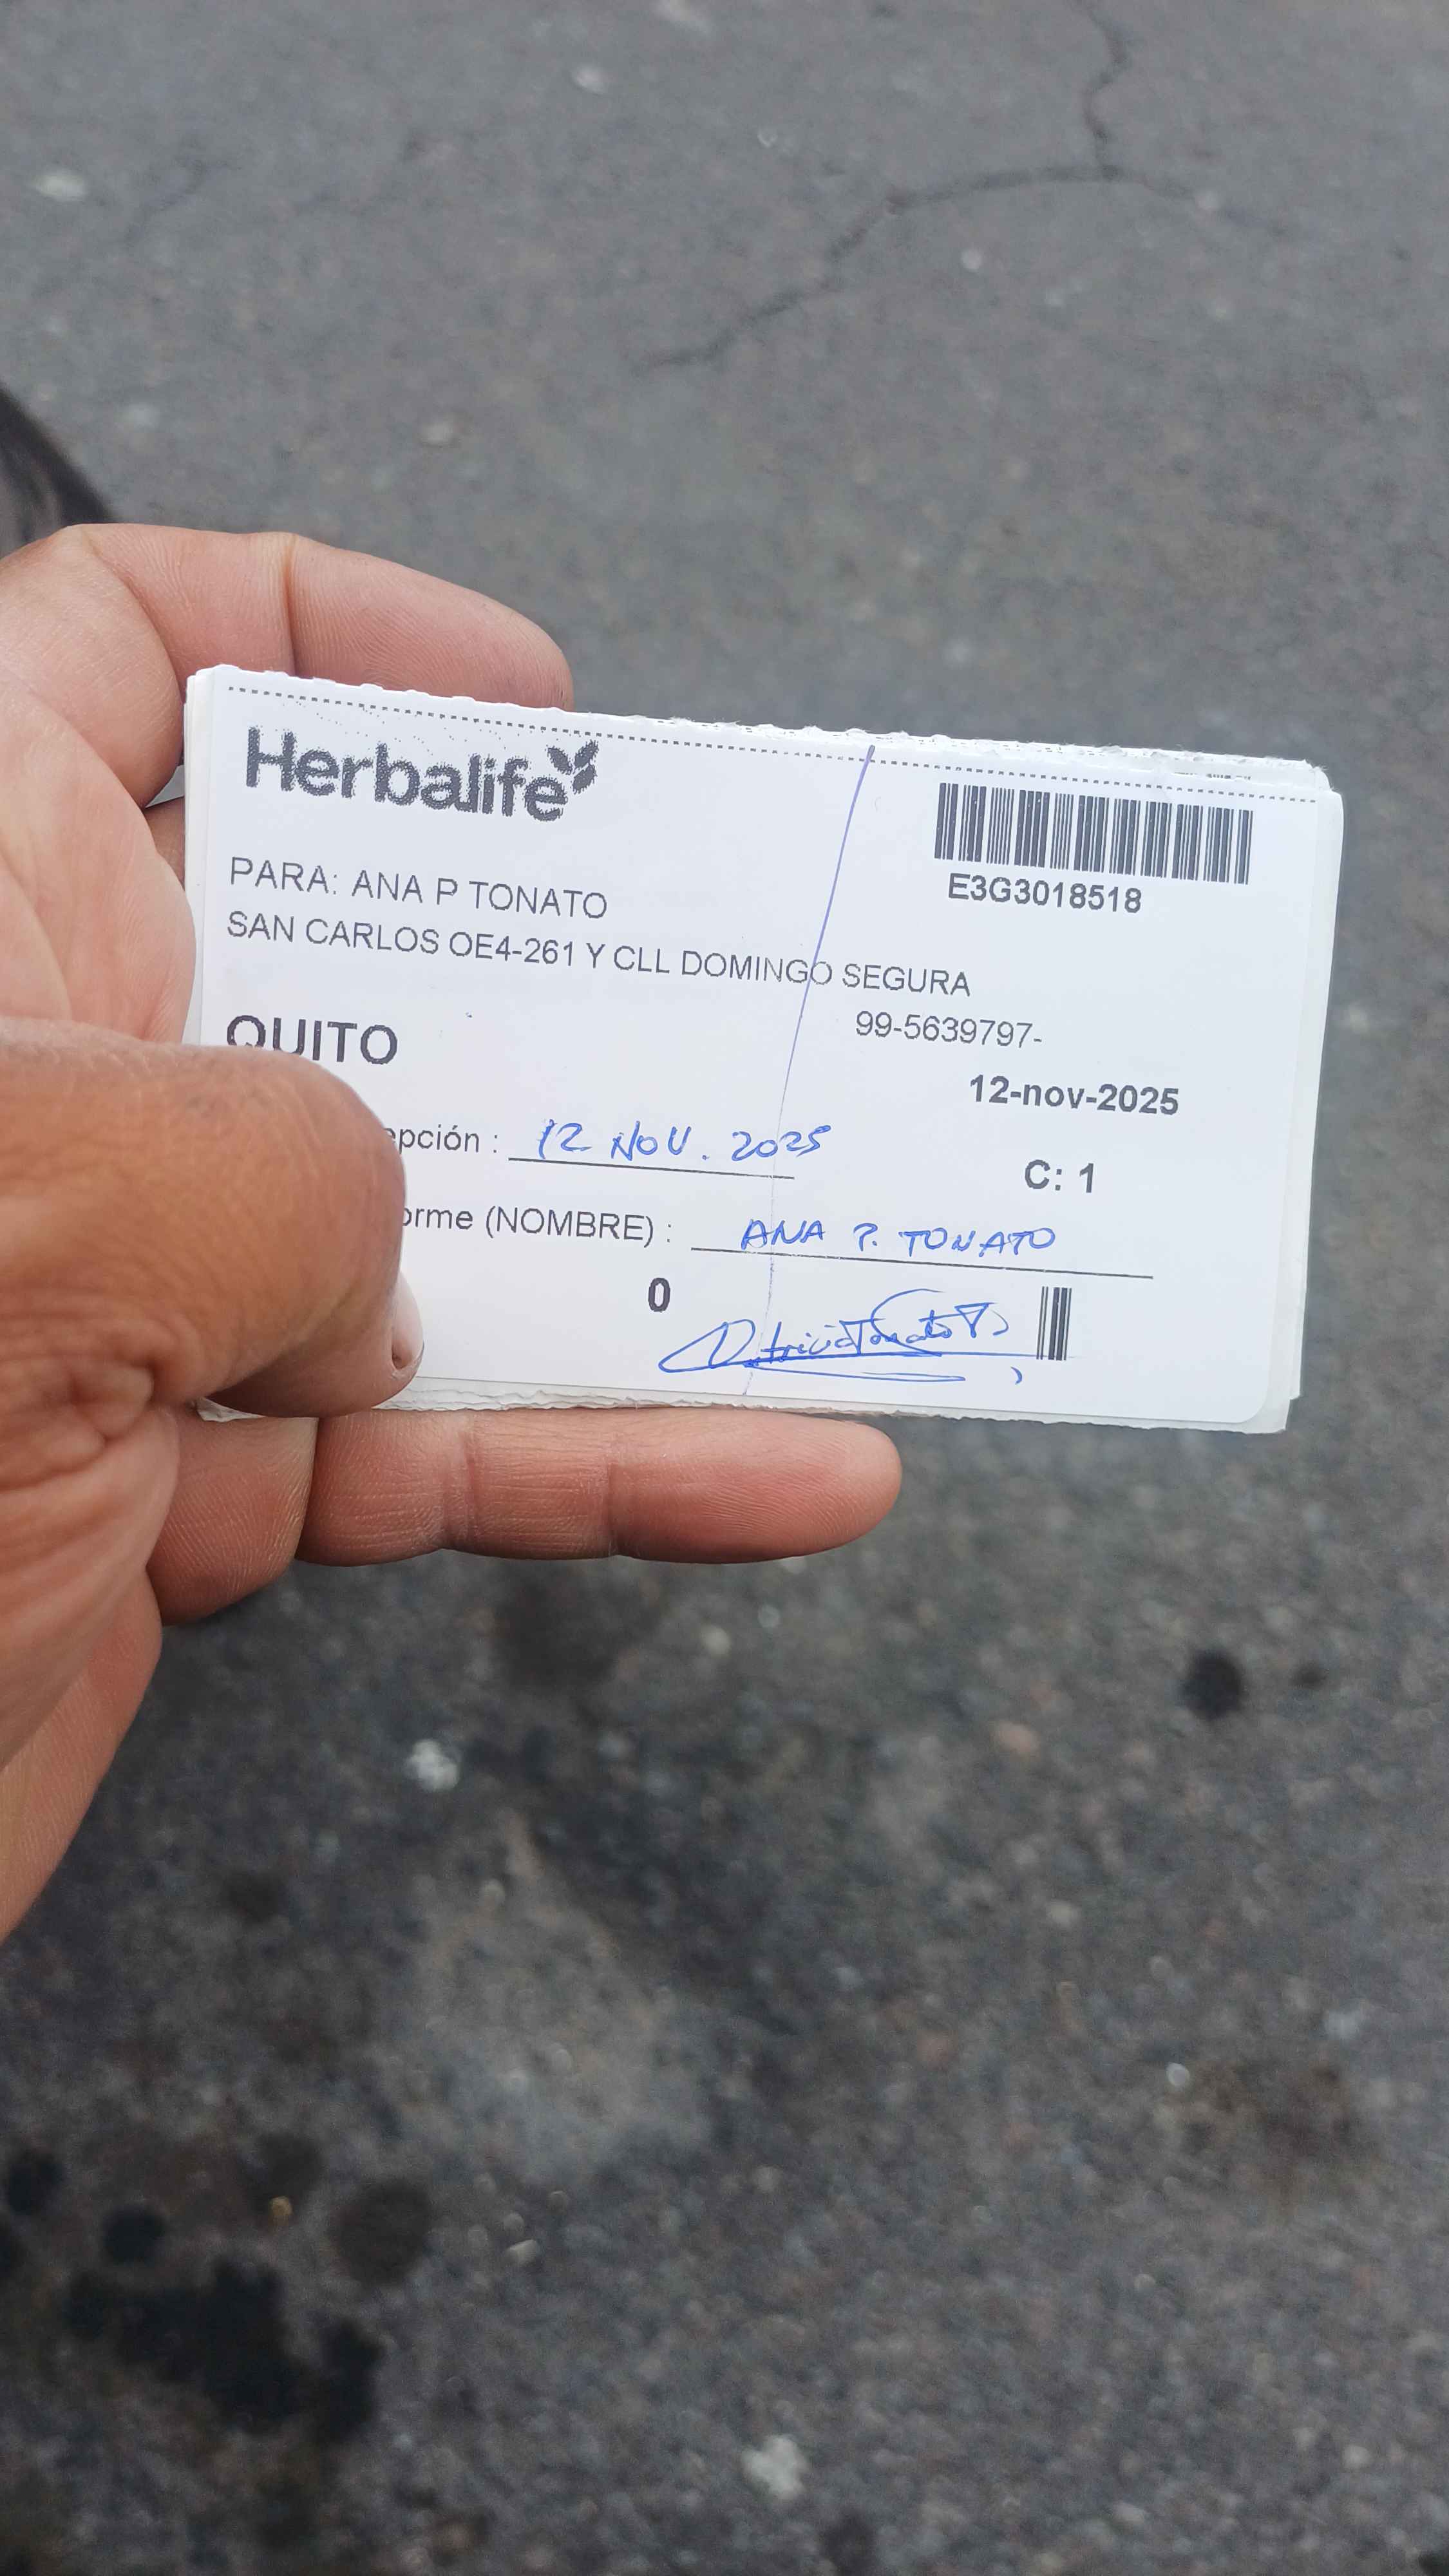 Herbalife
E3G3018518
PARA: ANA P TONATO
SAN CARLOS OE4-261 Y CLL DOMINGO SEGURA
99-5639797-
QUITO
12-nov-2025
epción : 12 NOV. 2025
C: 1
orme (NOMBRE) : ANA P. TONATO
0